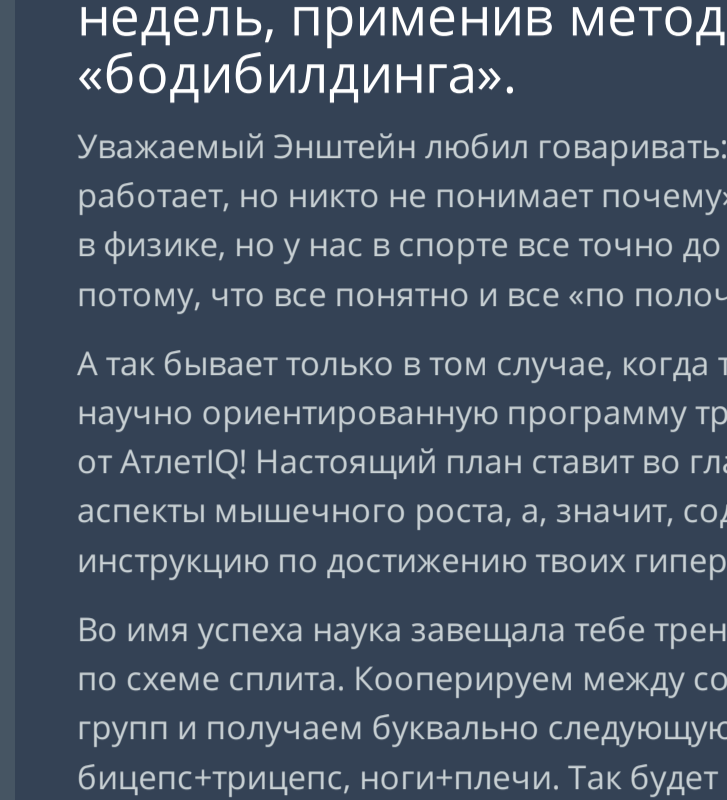 недель, применив метод
«бодибилдинга».
Уважаемый Энштейн любил говаривать:
работает, но никто не понимает почему»
в физике, но у нас в спорте все точно до
потому, что все понятно и все «по полоч
А так бывает только в том случае, когда т
научно ориентированную программу тр
от АтлетIQ! Настоящий план ставит во гла
аспекты мышечного роста, а, значит, сод
инструкцию по достижению твоих гипер
Во имя успеха наука завещала тебе трен
по схеме сплита. Кооперируем между со
групп и получаем буквально следующую
бицепс+трицепс, ноги+плечи. Так будет